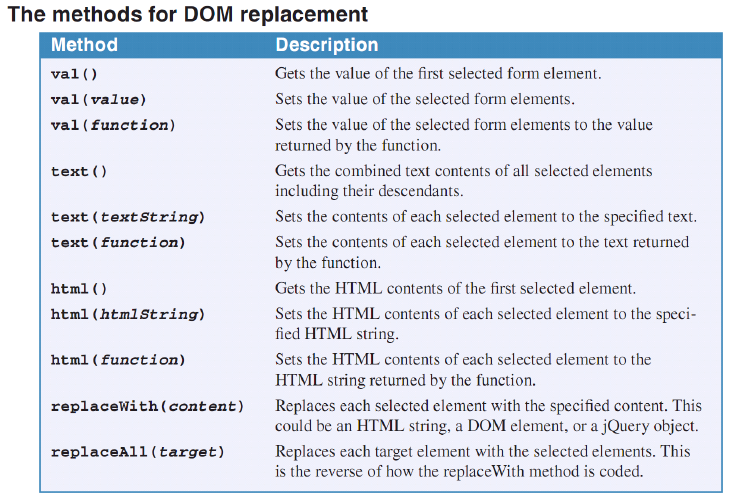 The methods for DOM replacement
Method Description
val() Gets the value of the first selected form element.
val(value) Sets the value of the selected form elements.
val(function) Sets the value of the selected form elements to the value
returned by the function.
text() Gets the combined text contents of all selected elements
including their descendants.
text(textString) Sets the contents of each selected element to the specified text.
text(function) Sets the contents of each selected element to the text returned
by the function.
html() Gets the HTML contents of the first selected element.
html(htmlString) Sets the HTML contents of each selected element to the speci-
fied HTML string.
html(function) Sets the HTML contents of each selected element to the
HTML string returned by the function.
replaceWith(content) Replaces each selected element with the specified content. This
could be an HTML string, a DOM element, or a jQuery object.
replaceAll(target) Replaces each target element with the selected elements. This
is the reverse of how the replaceWith method is coded.